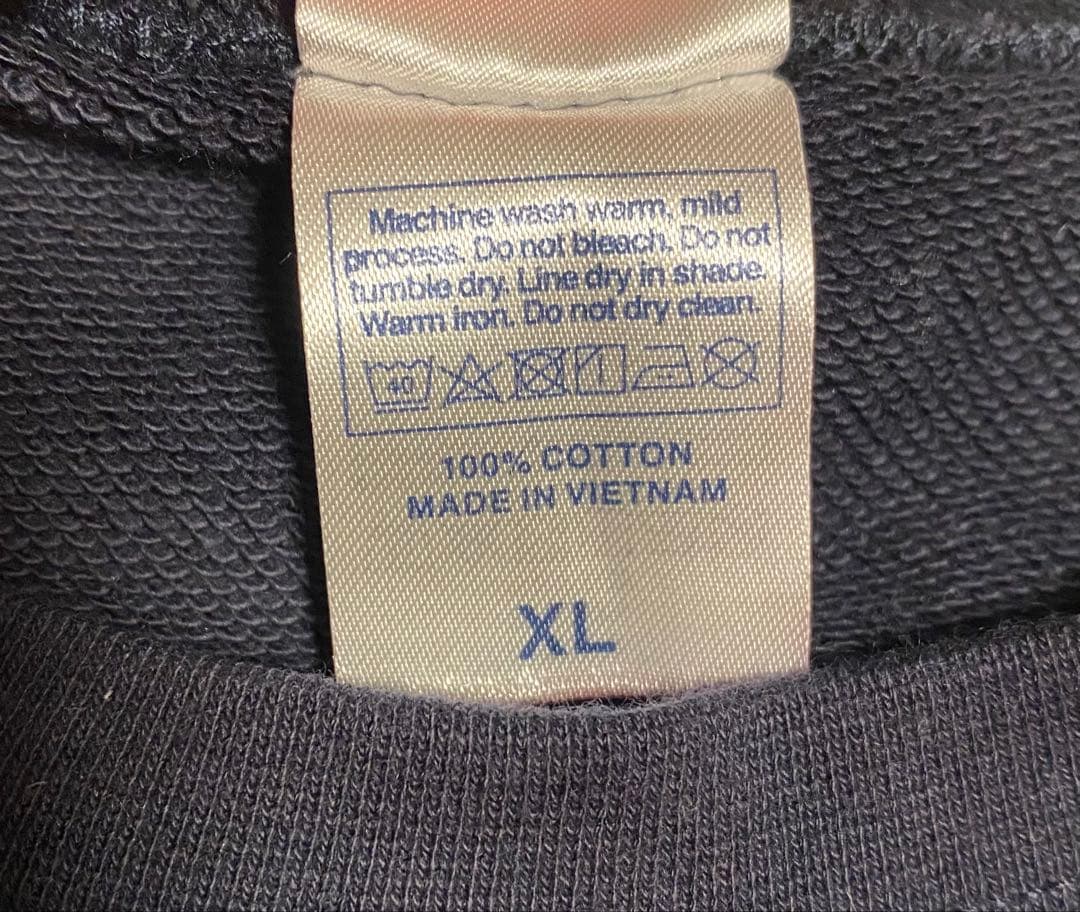 Machine wash warm, mild
process. Do not bleach. Do not
tumble dry. Line dry in shade.
Warm iron. Do not dry clean.
40
100% COTTON
MADE IN VIETNAM
XL